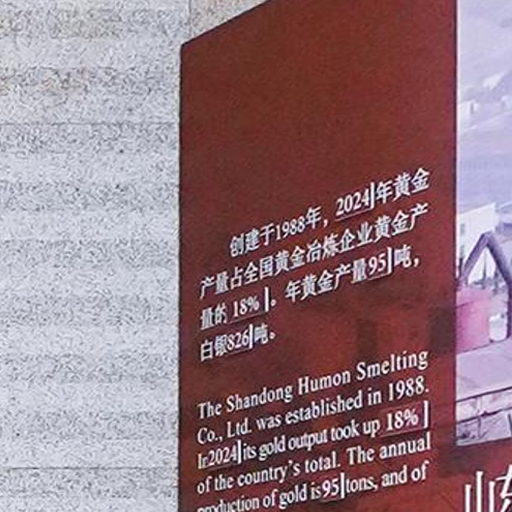 创建于1988年，2024年黄金
产量占全国黄金冶炼企业黄金产
量的 18% 。年黄金产量95吨，
白银826吨。
The Shandong Humon Smelting
Co., Ltd. was established in 1988.
In2024 its gold output took up 18%
of the country's total. The annual
production of gold is 95 tons, and of
山东